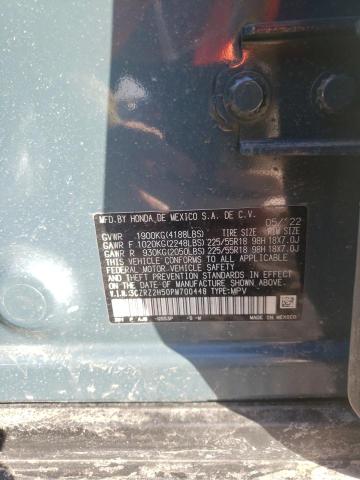 MFD.BY HONDA DE MEXICO S.A. DE C.V. 05/'22
GVWR 1900KG(4188LBS) TIRE SIZE RIM SIZE
GAWR F 1020KG(2248LBS) 225/55R18 98H 18X7.0J
GAWR R 930KG(2050LBS) 225/55R18 98H 18X7.0J
THIS VEHICLE CONFORMS TO ALL APPLICABLE
FEDERAL MOTOR VEHICLE SAFETY AND THEFT
PREVENTION STANDARDS IN EFFECT ON THE DATE
OF MANUFACTURE SHOWN ABOVE.
V.I.N.:3CZRZ2H50PM700448 TYPE:MPV
MADE IN MEXICO